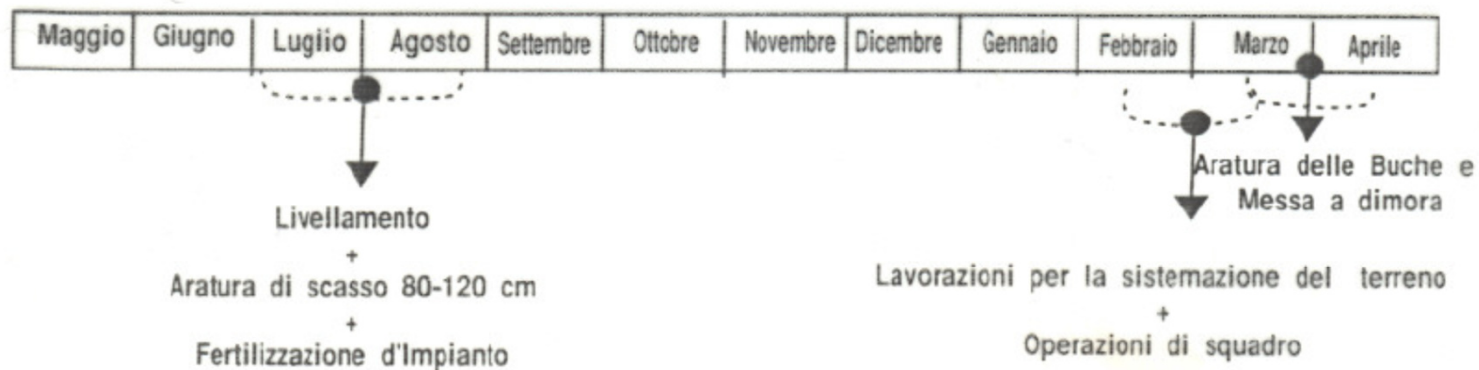 Maggio Giugno Luglio Agosto Settembre Ottobre Novembre Dicembre Gennaio Febbraio Marzo Aprile
Aratura delle Buche e
Messa a dimora
Livellamento
+
Aratura di scasso 80-120 cm
+
Fertilizzazione d'Impianto
Lavorazioni per la sistemazione del terreno
+
Operazioni di squadro